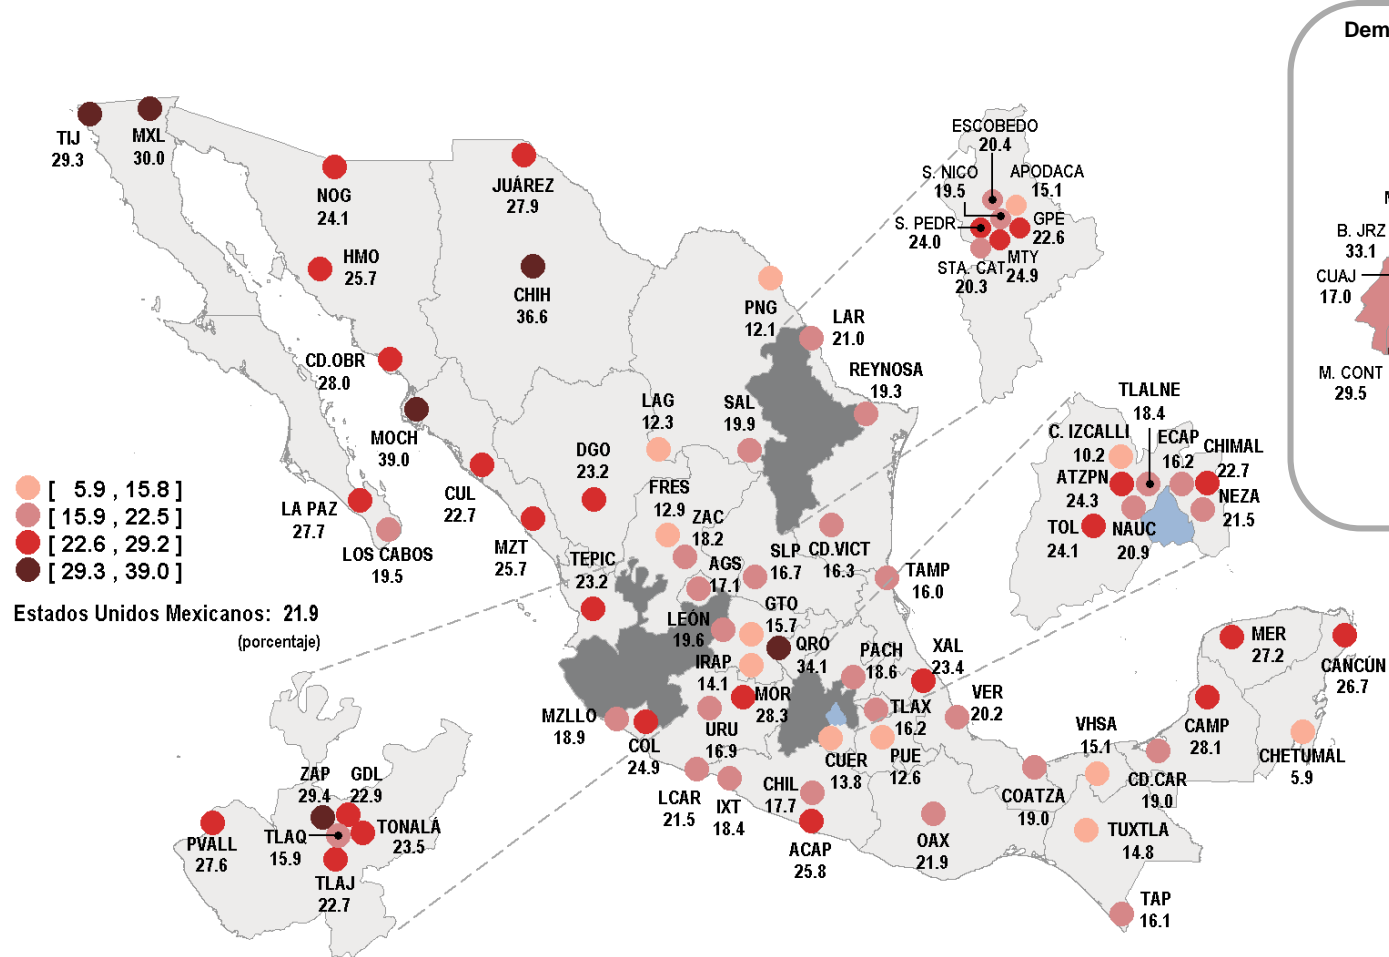 Dem
TIJ
29.3
MXL
30.0
NOG
24.1
HMO
25.7
JUÁREZ
27.9
CHIH
36.6
CD.OBR
28.0
MOCH
39.0
CUL
22.7
LA PAZ
27.7
LOS CABOS
19.5
MZT
25.7
DGO
23.2
TEPIC
23.2
LAG
12.3
SAL
19.9
PNG
12.1
LAR
21.0
REYNOSA
19.3
FRES
12.9
ZAC
18.2
AGS
17.1
SLP
16.7
CD.VICT
16.3
TAMP
16.0
GTO
15.7
LEÓN
19.6
IRAP
14.1
QRO
34.1
PACH
18.6
XAL
23.4
MOR
28.3
URU
16.9
MZLLO
18.9
COL
24.9
LCAR
21.5
IXT
18.4
CHIL
17.7
ACAP
25.8
CUER
13.8
PUE
12.6
TLAX
16.2
VER
20.2
OAX
21.9
COATZA
19.0
VHSA
15.1
CD.CAR
19.0
TUXTLA
14.8
TAP
16.1
CAMP
28.1
MER
27.2
CANCÚN
26.7
CHETUMAL
5.9
ESCOBEDO
20.4
S. NICO
19.5
APODACA
15.1
S. PEDR
24.0
GPE
22.6
STA. CAT
20.3
MTY
24.9
TLALNE
18.4
C. IZCALLI
10.2
ECAP
16.2
CHIMAL
22.7
ATZPN
24.3
NEZA
21.5
TOL
24.1
NAUC
20.9
B. JRZ
33.1
CUAJ
17.0
M. CONT
29.5
ZAP
29.4
GDL
22.9
TLAQ
15.9
TONALÁ
23.5
PVALL
27.6
TLAJ
22.7
[ 5.9 , 15.8 ]
[ 15.9 , 22.5 ]
[ 22.6 , 29.2 ]
[ 29.3 , 39.0 ]
Estados Unidos Mexicanos: 21.9
(porcentaje)